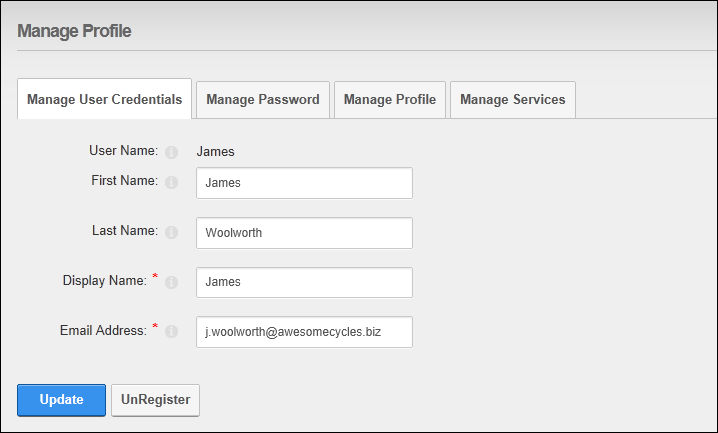 Manage Profile
Manage User Credentials Manage Password Manage Profile Manage Services
User Name: James
First Name: James
Last Name: Woolworth
Display Name: * James
Email Address: * j.woolworth@awesomecycles.biz
Update UnRegister